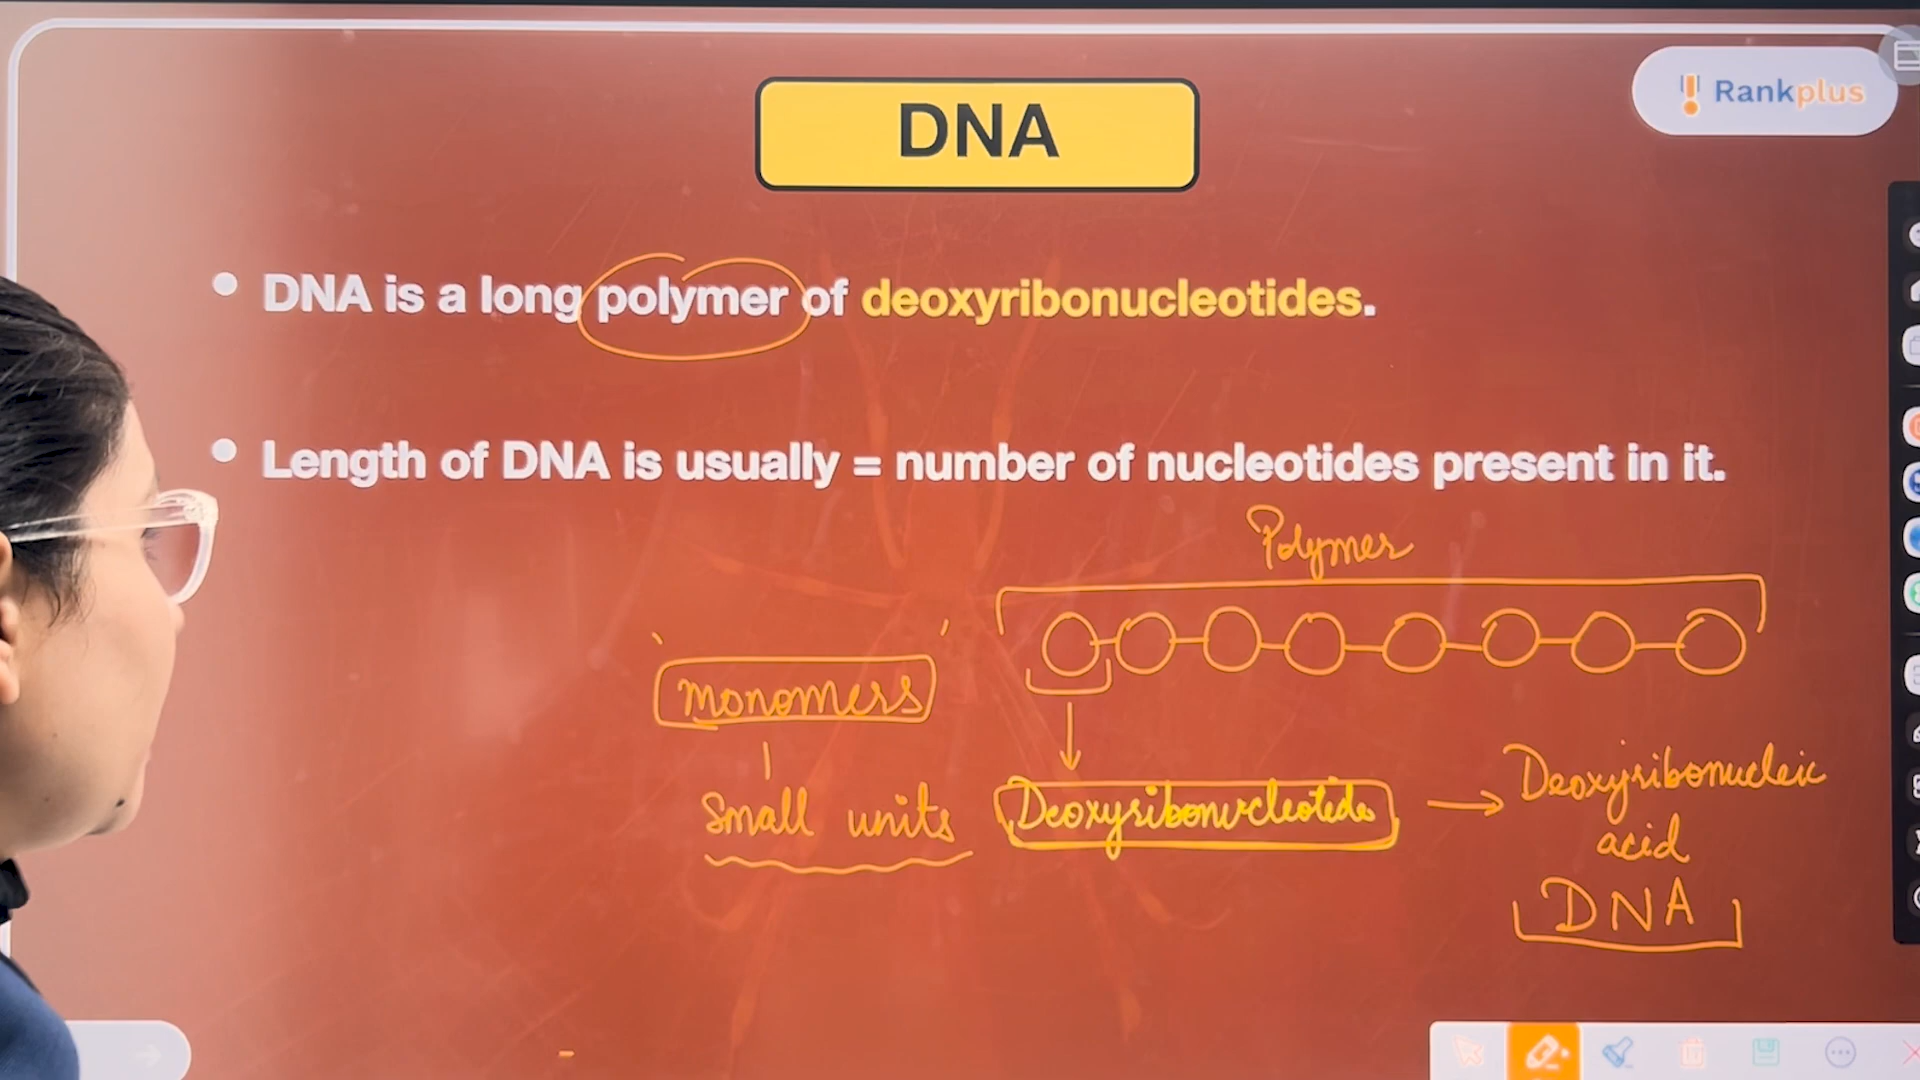 Rankplus
DNA
• DNA is a long polymer of deoxyribonucleotides.
• Length of DNA is usually = number of nucleotides present in it.
Polymer
monomers
Small units
Deoxyribonucleotide
Deoxyribonucleic
acid
DNA